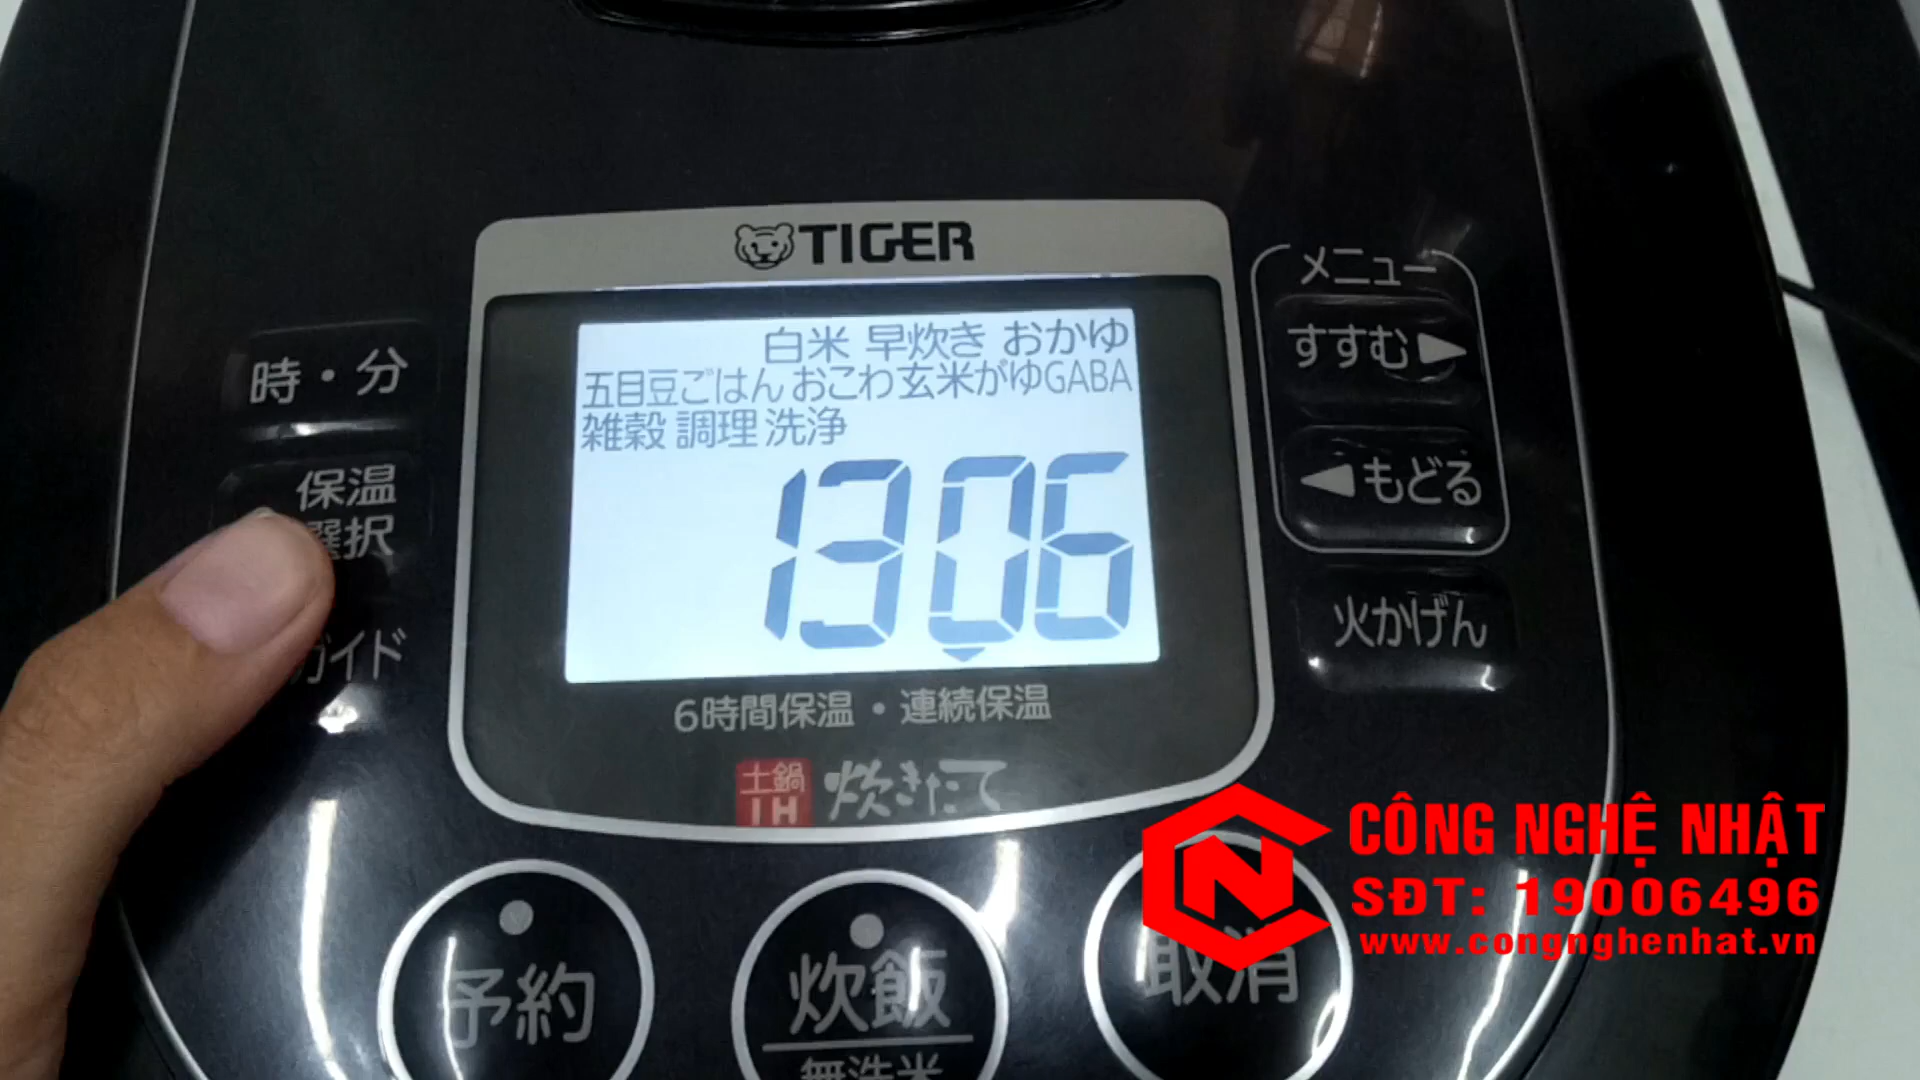 TIGER
白米 早炊き おかゆ
五目豆ごはん おこわ 玄米がゆ GABA
雑穀 調理 洗浄
1306
6時間保温・連続保温
土鍋
IH
炊きたて
時・分
保温
選択
ガイド
メニュー
すすむ▶
◀もどる
火かげん
予約
炊飯
無洗米
取消
CÔNG NGHỆ NHẬT
SĐT: 19006496
www.congnghenhat.vn